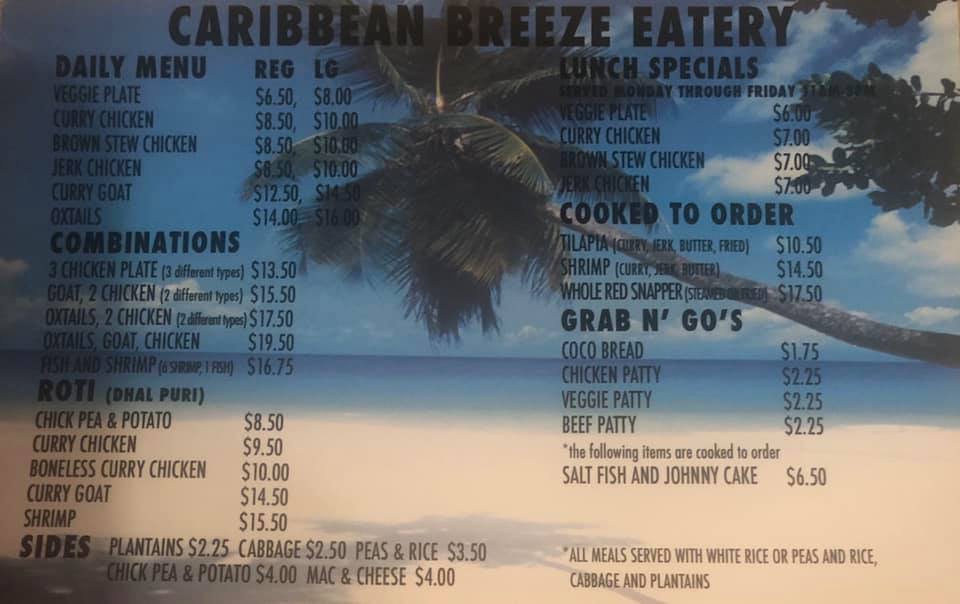 CARIBBEAN BREEZE EATERY
DAILY MENU REG LG
VEGGIE PLATE $6.50, $8.00
CURRY CHICKEN $8.50, $10.00
BROWN STEW CHICKEN $8.50, $10.00
JERK CHICKEN $8.50, $10.00
CURRY GOAT $12.50, $14.50
OXTAILS $14.00, $16.00
COMBINATIONS
3 CHICKEN PLATE (3 different types) $13.50
GOAT, 2 CHICKEN (2 different types) $15.50
OXTAILS, 2 CHICKEN (2 different types) $17.50
OXTAILS, GOAT, CHICKEN $19.50
FISH AND SHRIMP (6 SHRIMP, 1 FISH) $16.75
ROTI (DHAL PURI)
CHICK PEA & POTATO $8.50
CURRY CHICKEN $9.50
BONELESS CURRY CHICKEN $10.00
CURRY GOAT $14.50
SHRIMP $15.50
SIDES PLANTAINS $2.25 CABBAGE $2.50 PEAS & RICE $3.50
CHICK PEA & POTATO $4.00 MAC & CHEESE $4.00
LUNCH SPECIALS
SERVED MONDAY THROUGH FRIDAY
VEGGIE PLATE $6.00
CURRY CHICKEN $7.00
BROWN STEW CHICKEN $7.00
JERK CHICKEN $7.00
COOKED TO ORDER
TILAPIA (CURRY, JERK, BUTTER, FRIED) $10.50
SHRIMP (CURRY, JERK, BUTTER) $14.50
WHOLE RED SNAPPER (STEAMED OR FRIED) $17.50
GRAB N' GO'S
COCO BREAD $1.75
CHICKEN PATTY $2.25
VEGGIE PATTY $2.25
BEEF PATTY $2.25
*the following items are cooked to order
SALT FISH AND JOHNNY CAKE $6.50
*ALL MEALS SERVED WITH WHITE RICE OR PEAS AND RICE,
CABBAGE AND PLANTAINS